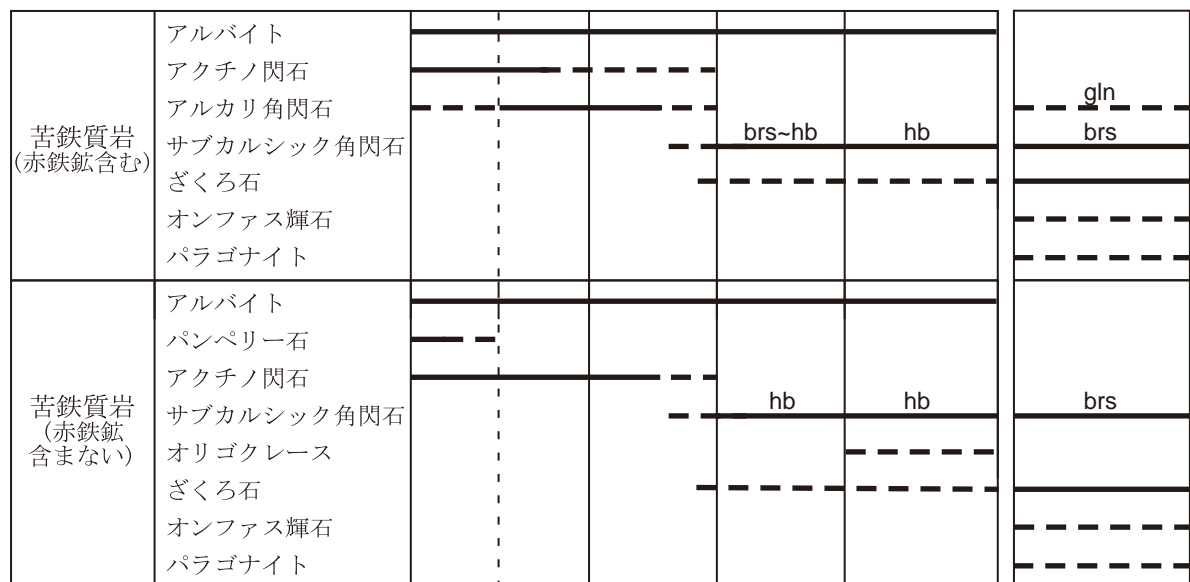 アルバイト
アクチノ閃石
アルカリ角閃石
gln
苦鉄質岩
(赤鉄鉱含む)
サブカルシック角閃石
brs~hb
hb
brs
ざくろ石
オンファス輝石
パラゴナイト
アルバイト
パンペリー石
アクチノ閃石
苦鉄質岩
(赤鉄鉱
含まない)
サブカルシック角閃石
hb
hb
brs
オリゴクレース
ざくろ石
オンファス輝石
パラゴナイト